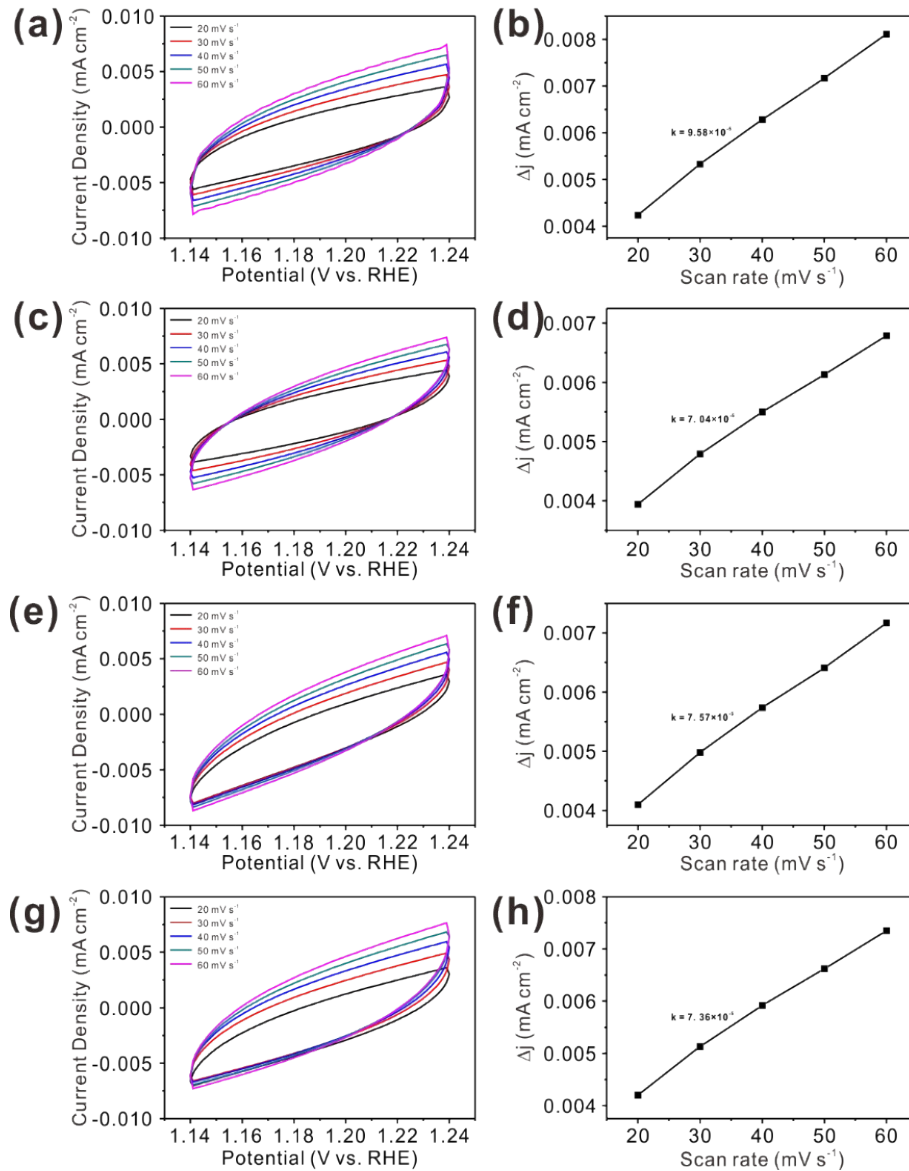 (a)
0.010
0.005
0.000
-0.005
-0.010
Current Density (mA cm⁻²)
20 mV s⁻¹
30 mV s⁻¹
40 mV s⁻¹
50 mV s⁻¹
60 mV s⁻¹
1.14 1.16 1.18 1.20 1.22 1.24
Potential (V vs. RHE)
(b)
0.008
0.007
0.006
0.005
0.004
Δj (mA cm⁻²)
k = 9.58×10
20 30 40 50 60
Scan rate (mV s⁻¹)
(c)
0.010
0.005
0.000
-0.005
-0.010
Current Density (mA cm⁻²)
20 mV s⁻¹
30 mV s⁻¹
40 mV s⁻¹
50 mV s⁻¹
60 mV s⁻¹
1.14 1.16 1.18 1.20 1.22 1.24
Potential (V vs. RHE)
(d)
0.007
0.006
0.005
0.004
Δj (mA cm⁻²)
k = 7.04×10
20 30 40 50 60
Scan rate (mV s⁻¹)
(e)
0.010
0.005
0.000
-0.005
-0.010
Current Density (mA cm⁻²)
20 mV s⁻¹
30 mV s⁻¹
40 mV s⁻¹
50 mV s⁻¹
60 mV s⁻¹
1.14 1.16 1.18 1.20 1.22 1.24
Potential (V vs. RHE)
(f)
0.007
0.006
0.005
0.004
Δj (mA cm⁻²)
k = 7.57×10
20 30 40 50 60
Scan rate (mV s⁻¹)
(g)
0.010
0.005
0.000
-0.005
-0.010
Current Density (mA cm⁻²)
20 mV s⁻¹
30 mV s⁻¹
40 mV s⁻¹
50 mV s⁻¹
60 mV s⁻¹
1.14 1.16 1.18 1.20 1.22 1.24
Potential (V vs. RHE)
(h)
0.008
0.007
0.006
0.005
0.004
Δj (mA cm⁻²)
k = 7.36×10
20 30 40 50 60
Scan rate (mV s⁻¹)